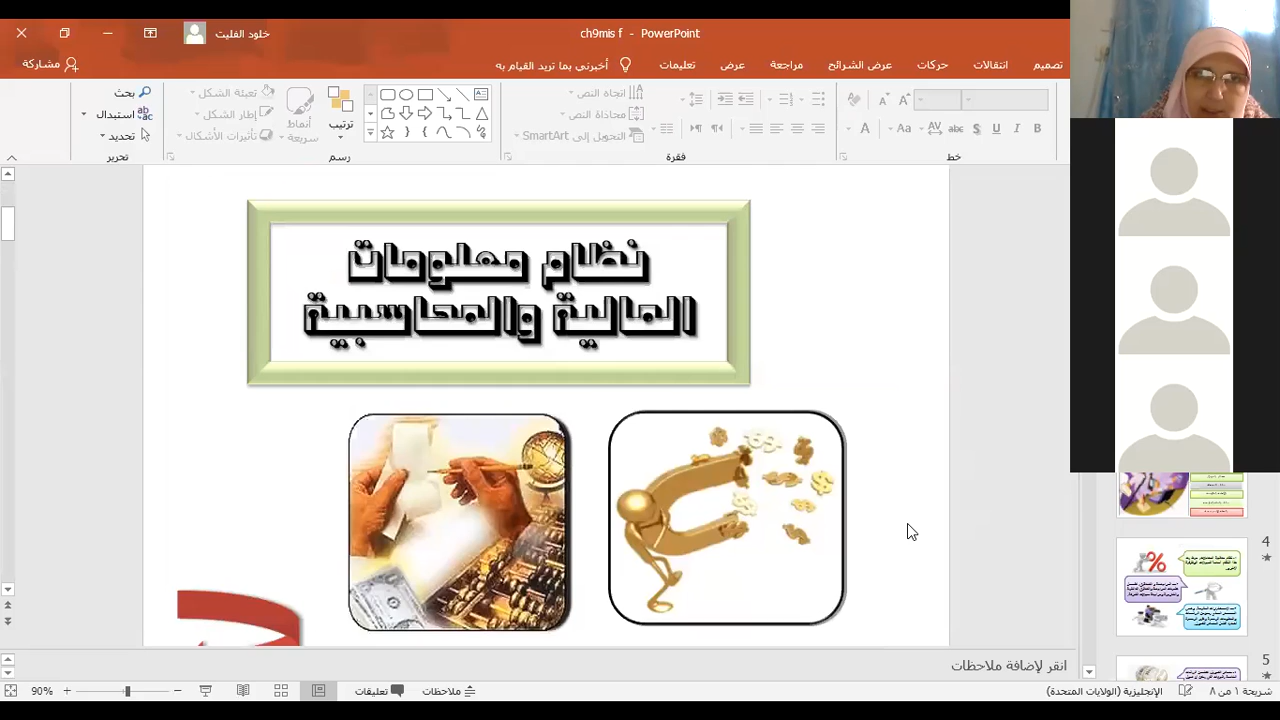 ch9mis f - PowerPoint
خلود الفليت
تصميم
انتقالات
حركات
عرض الشرائح
مراجعة
عرض
تعليمات
أخبرني بما تريد القيام به
مشاركة
بحث
استبدال
تحديد
تحرير
تعبئة الشكل
إطار الشكل
تأثيرات الأشكال
أنماط سريعة
ترتيب
رسم
اتجاه النص
محاذاة النص
التحويل إلى SmartArt
فقرة
خط
نظام معلومات
المالية والمحاسبية
4
5
انقر لإضافة ملاحظات
شريحة ١ من ٨
الإنجليزية (الولايات المتحدة)
ملاحظات
تعليقات
90%